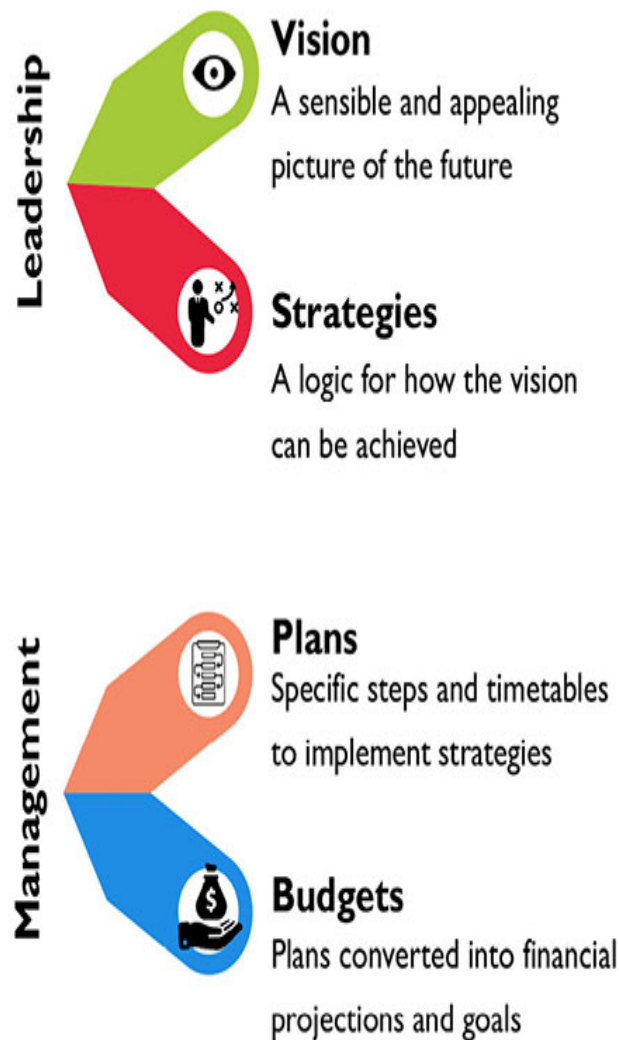 Leadership
Vision
A sensible and appealing
picture of the future
Strategies
A logic for how the vision
can be achieved
Management
Plans
Specific steps and timetables
to implement strategies
Budgets
Plans converted into financial
projections and goals